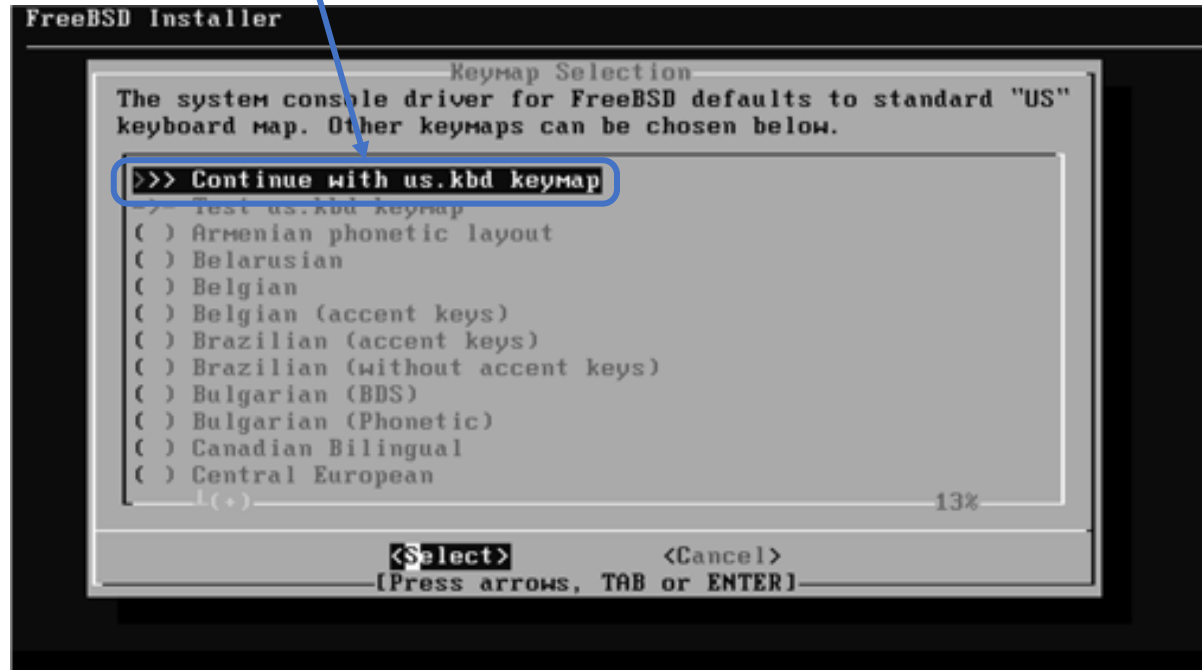 FreeBSD Installer
Keymap Selection
The system console driver for FreeBSD defaults to standard "US"
keyboard map. Other keymaps can be chosen below.
>>> Continue with us.kbd keymap
->- Test us.kbd keymap
( ) Armenian phonetic layout
( ) Belarusian
( ) Belgian
( ) Belgian (accent keys)
( ) Brazilian (accent keys)
( ) Brazilian (without accent keys)
( ) Bulgarian (BDS)
( ) Bulgarian (Phonetic)
( ) Canadian Bilingual
( ) Central European
(+) 13%
<Select> <Cancel>
[Press arrows, TAB or ENTER]